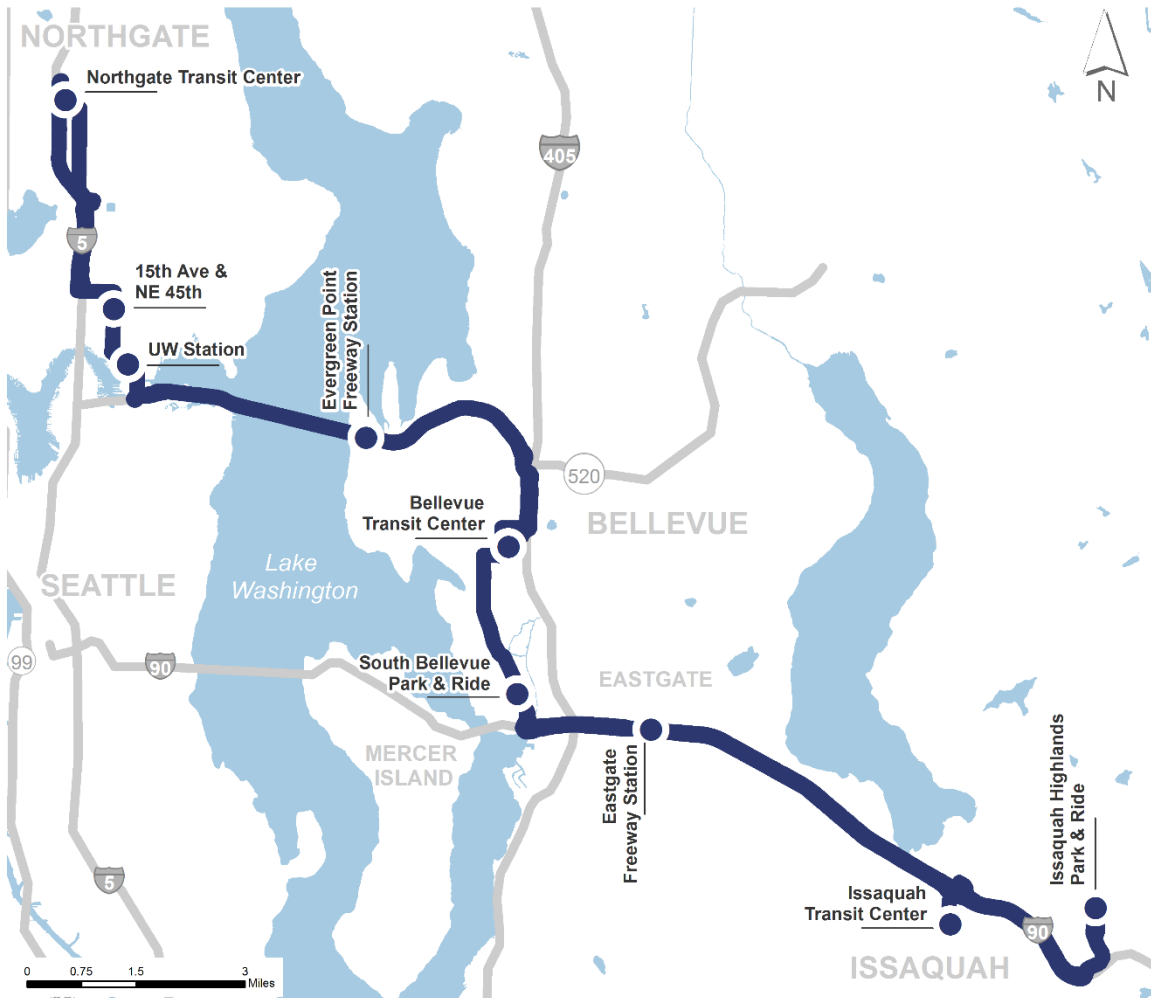 NORTHGATE
Northgate Transit Center
N
405
5
15th Ave &
NE 45th
UW Station
Evergreen Point
Freeway Station
520
Bellevue
Transit Center
BELLEVUE
Lake
Washington
SEATTLE
99
90
South Bellevue
Park & Ride
EASTGATE
MERCER
ISLAND
Eastgate
Freeway Station
Issaquah Highlands
Park & Ride
5
Issaquah
Transit Center
90
ISSAQUAH
0 0.75 1.5 3
Miles